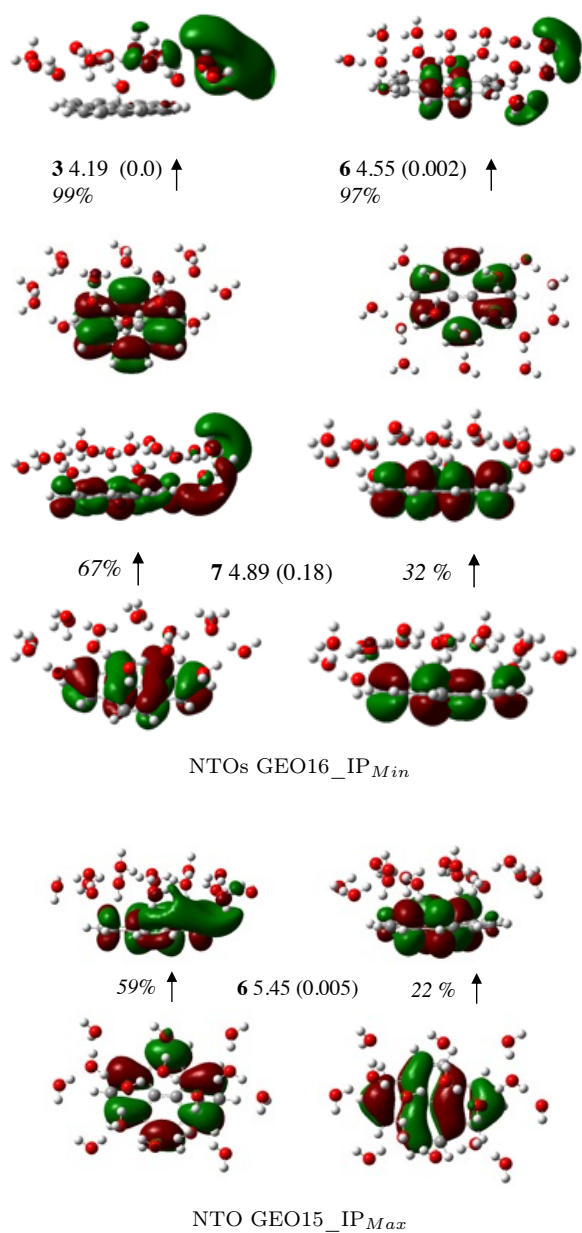 3 4.19 (0.0) ↑ 6 4.55 (0.002) ↑
99% 97%
67% ↑ 7 4.89 (0.18) 32 % ↑
NTOs GEO16_IP_Min
59% ↑ 6 5.45 (0.005) 22 % ↑
NTO GEO15_IP_Max